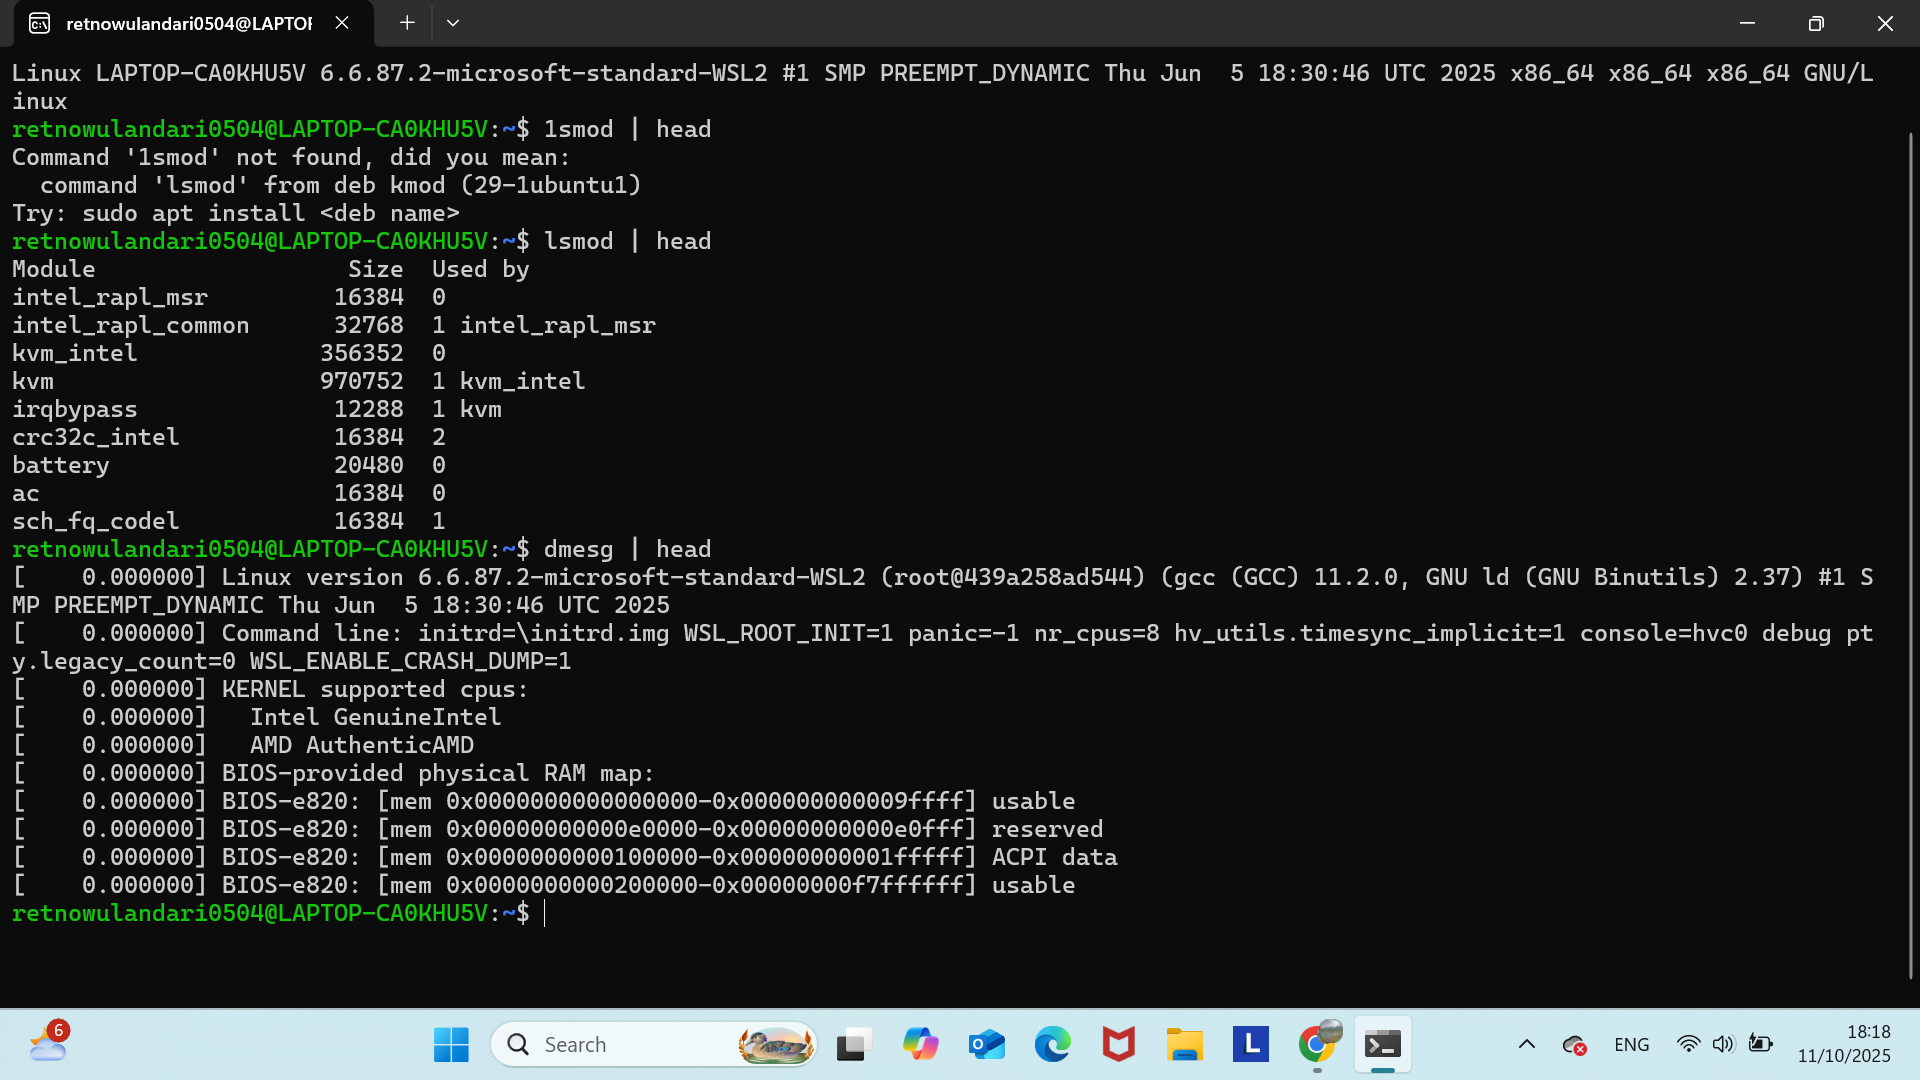 retnowulandari0504@LAPTOP
Linux LAPTOP-CA0KHU5V 6.6.87.2-microsoft-standard-WSL2 #1 SMP PREEMPT_DYNAMIC Thu Jun  5 18:30:46 UTC 2025 x86_64 x86_64 x86_64 GNU/L
inux
retnowulandari0504@LAPTOP-CA0KHU5V:~$ 1smod | head
Command '1smod' not found, did you mean:
  command 'lsmod' from deb kmod (29-1ubuntu1)
Try: sudo apt install <deb name>
retnowulandari0504@LAPTOP-CA0KHU5V:~$ lsmod | head
Module                  Size  Used by
intel_rapl_msr         16384  0
intel_rapl_common      32768  1 intel_rapl_msr
kvm_intel             356352  0
kvm                   970752  1 kvm_intel
irqbypass              12288  1 kvm
crc32c_intel           16384  2
battery                20480  0
ac                     16384  0
sch_fq_codel           16384  1
retnowulandari0504@LAPTOP-CA0KHU5V:~$ dmesg | head
[    0.000000] Linux version 6.6.87.2-microsoft-standard-WSL2 (root@439a258ad544) (gcc (GCC) 11.2.0, GNU ld (GNU Binutils) 2.37) #1 S
MP PREEMPT_DYNAMIC Thu Jun  5 18:30:46 UTC 2025
[    0.000000] Command line: initrd=\initrd.img WSL_ROOT_INIT=1 panic=-1 nr_cpus=8 hv_utils.timesync_implicit=1 console=hvc0 debug pt
y.legacy_count=0 WSL_ENABLE_CRASH_DUMP=1
[    0.000000] KERNEL supported cpus:
[    0.000000]   Intel GenuineIntel
[    0.000000]   AMD AuthenticAMD
[    0.000000] BIOS-provided physical RAM map:
[    0.000000] BIOS-e820: [mem 0x0000000000000000-0x000000000009ffff] usable
[    0.000000] BIOS-e820: [mem 0x00000000000e0000-0x00000000000e0fff] reserved
[    0.000000] BIOS-e820: [mem 0x0000000000100000-0x00000000001fffff] ACPI data
[    0.000000] BIOS-e820: [mem 0x0000000000200000-0x00000000f7ffffff] usable
retnowulandari0504@LAPTOP-CA0KHU5V:~$
6
Search
L
ENG
18:18
11/10/2025